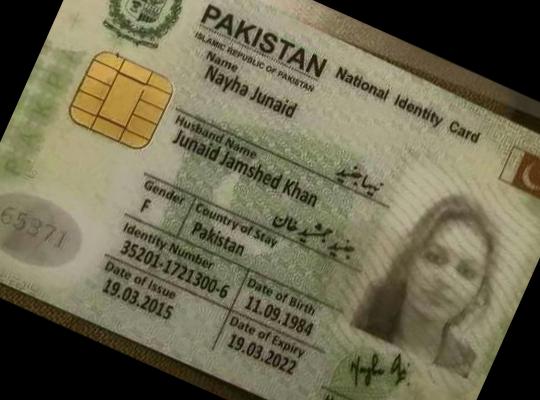 PAKISTAN National Identity Card
ISLAMIC REPUBLIC OF PAKISTAN
Name
Nayha Junaid
نیہا جنید
Husband Name
Junaid Jamshed Khan
جنید جمشید خان
Gender Country of Stay
F Pakistan
Identity Number Date of Birth
35201-1721300-6 11.09.1984
Date of Issue Date of Expiry
19.03.2015 19.03.2022
65371